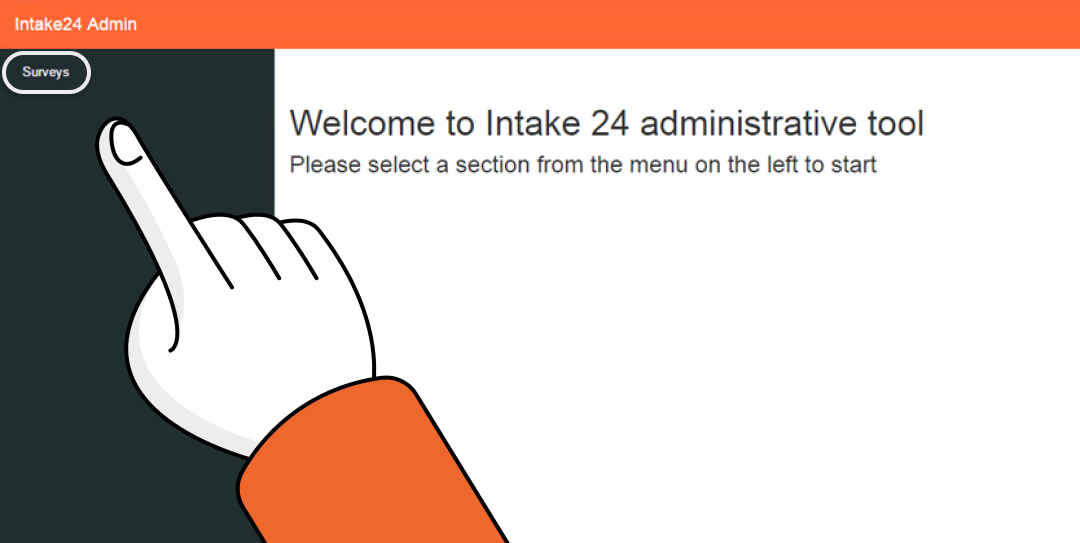 Intake24 Admin
Surveys
Welcome to Intake 24 administrative tool
Please select a section from the menu on the left to start